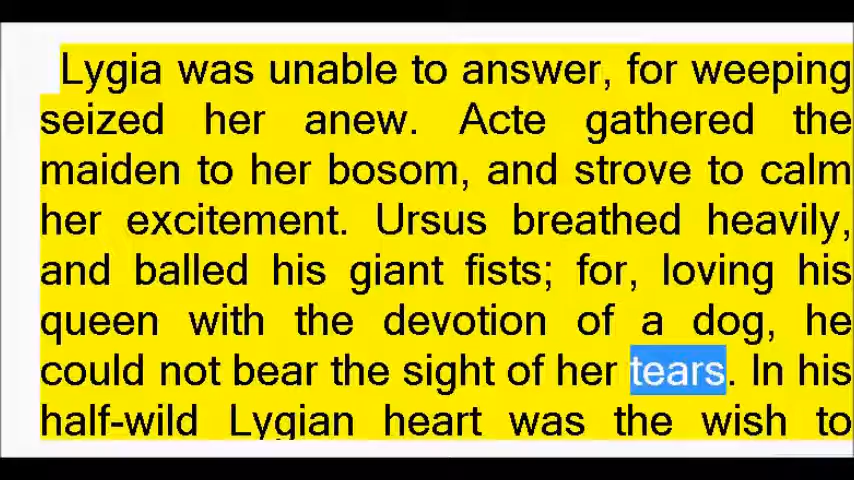 Lygia was unable to answer, for weeping
seized her anew. Acte gathered the
maiden to her bosom, and strove to calm
her excitement. Ursus breathed heavily,
and balled his giant fists; for, loving his
queen with the devotion of a dog, he
could not bear the sight of her tears. In his
half-wild Lygian heart was the wish to